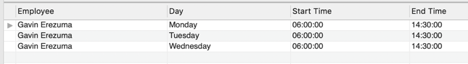 Employee Day Start Time End Time
Gavin Erezuma Monday 06:00:00 14:30:00
Gavin Erezuma Tuesday 06:00:00 14:30:00
Gavin Erezuma Wednesday 06:00:00 14:30:00